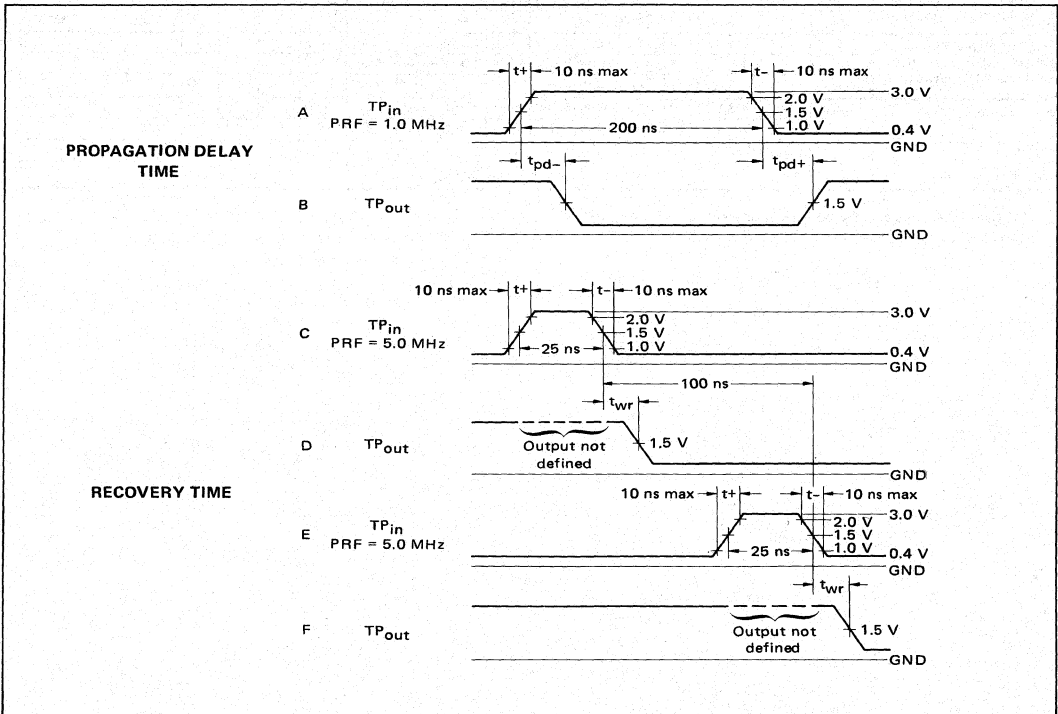 PROPAGATION DELAY
TIME
A
TPin
PRF = 1.0 MHz
t+
10 ns max
t–
10 ns max
3.0 V
2.0 V
1.5 V
1.0 V
0.4 V
GND
200 ns
tpd–
tpd+
B
TPout
1.5 V
GND
RECOVERY TIME
C
TPin
PRF = 5.0 MHz
10 ns max
t+
t–
10 ns max
3.0 V
2.0 V
1.5 V
1.0 V
0.4 V
GND
25 ns
100 ns
twr
D
TPout
Output not
defined
1.5 V
GND
E
TPin
PRF = 5.0 MHz
10 ns max
t+
t–
10 ns max
3.0 V
2.0 V
1.5 V
1.0 V
0.4 V
GND
25 ns
twr
F
TPout
Output not
defined
1.5 V
GND